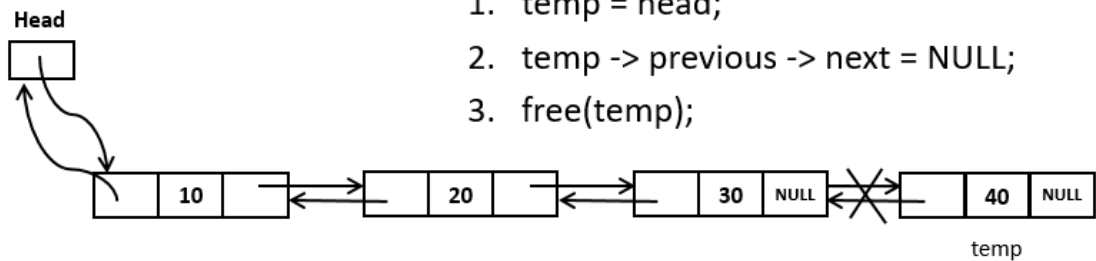 Head
1. temp = head;
2. temp -> previous -> next = NULL;
3. free(temp);
10 20 30 NULL 40 NULL
temp